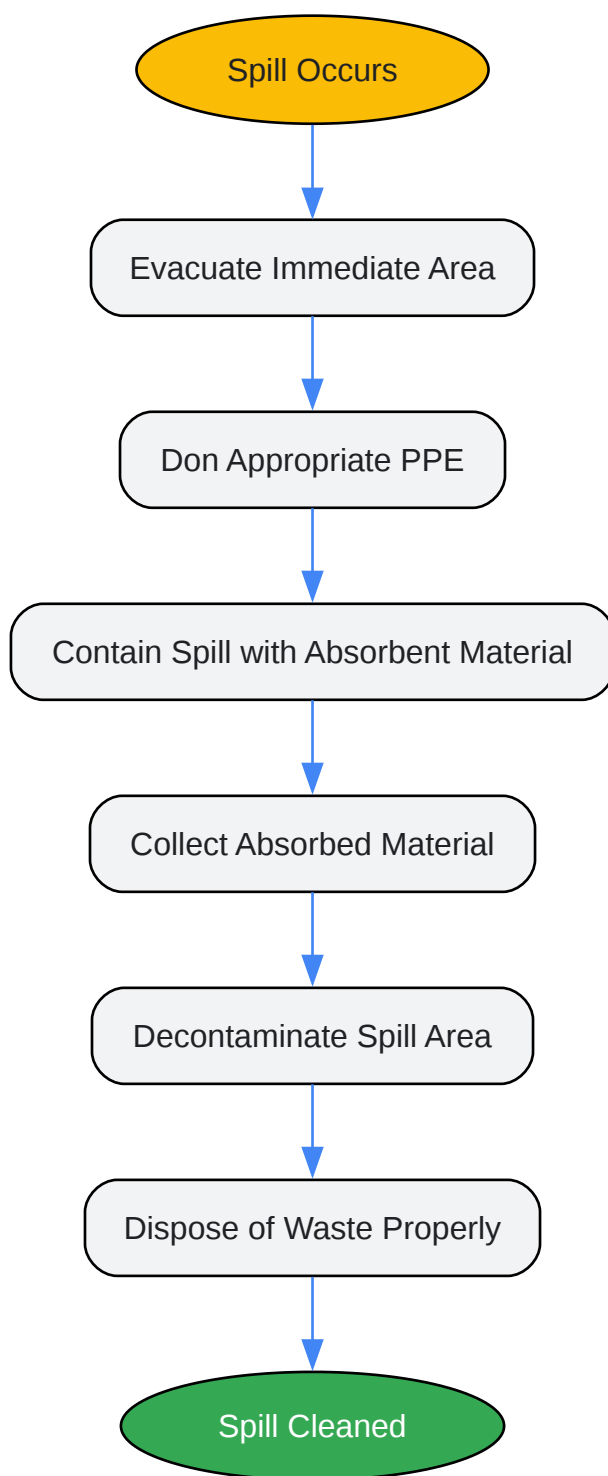 Spill Occurs
Evacuate Immediate Area
Don Appropriate PPE
Contain Spill with Absorbent Material
Collect Absorbed Material
Decontaminate Spill Area
Dispose of Waste Properly
Spill Cleaned